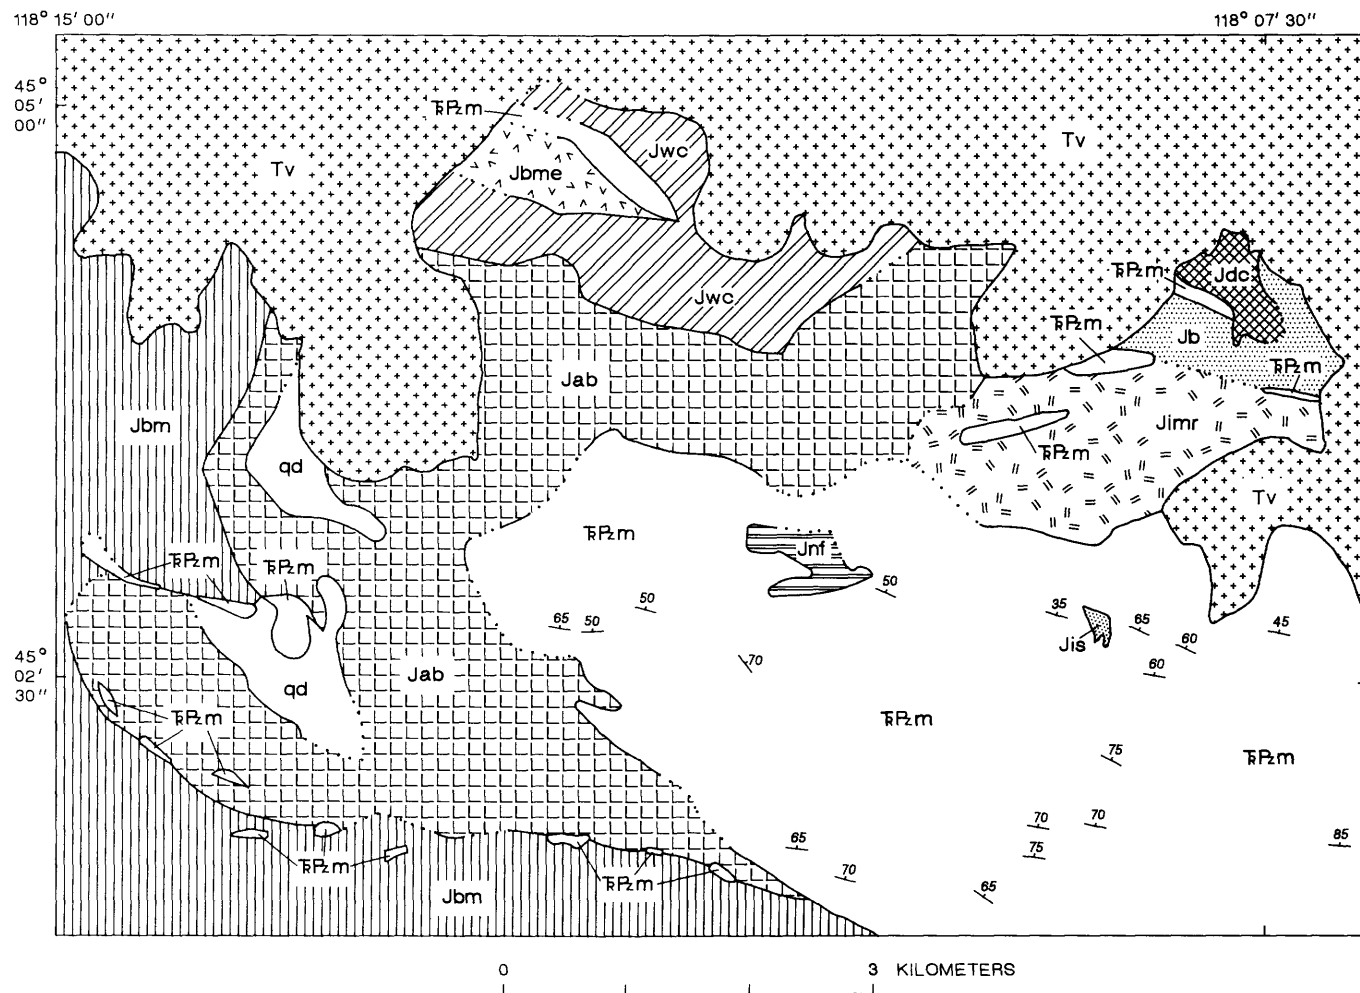 118° 15' 00"
118° 07' 30"
45°
05'
00"
TRPzm
Tv
Jwc
Tv
Jbme
TRPzm
Jdc
Jwc
TRPzm
Jb
TRPzm
Jab
Jbm
Jimr
TRPzm
qd
Tv
TRPzm
Jnf
TRPzm
TRPzm
50
50
35
65
50
65
60
45
Jis
45°
02'
30"
70
60
Jab
qd
TRPzm
TRPzm
75
TRPzm
70
70
65
75
85
TRPzm
70
TRPzm
65
Jbm
0
3 KILOMETERS